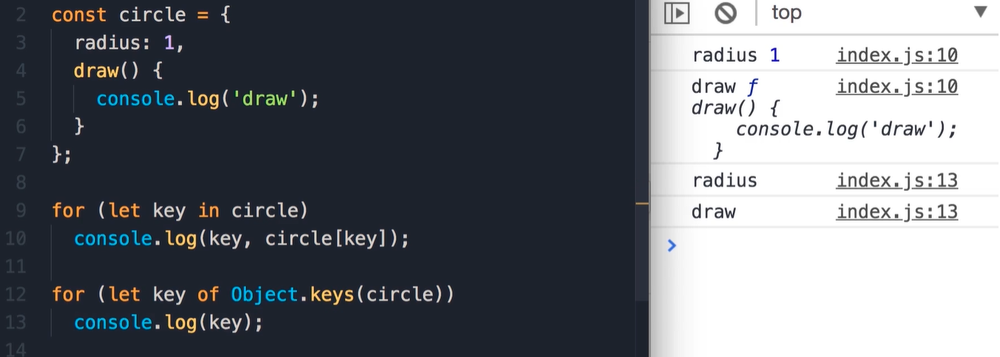 2 const circle = {
3   radius: 1,
4   draw() {
5     console.log('draw');
6   }
7 };
8
9 for (let key in circle)
10   console.log(key, circle[key]);
11
12 for (let key of Object.keys(circle))
13   console.log(key);
14
top
radius 1 index.js:10
draw ƒ index.js:10
draw() {
    console.log('draw');
  }
radius index.js:13
draw index.js:13
>